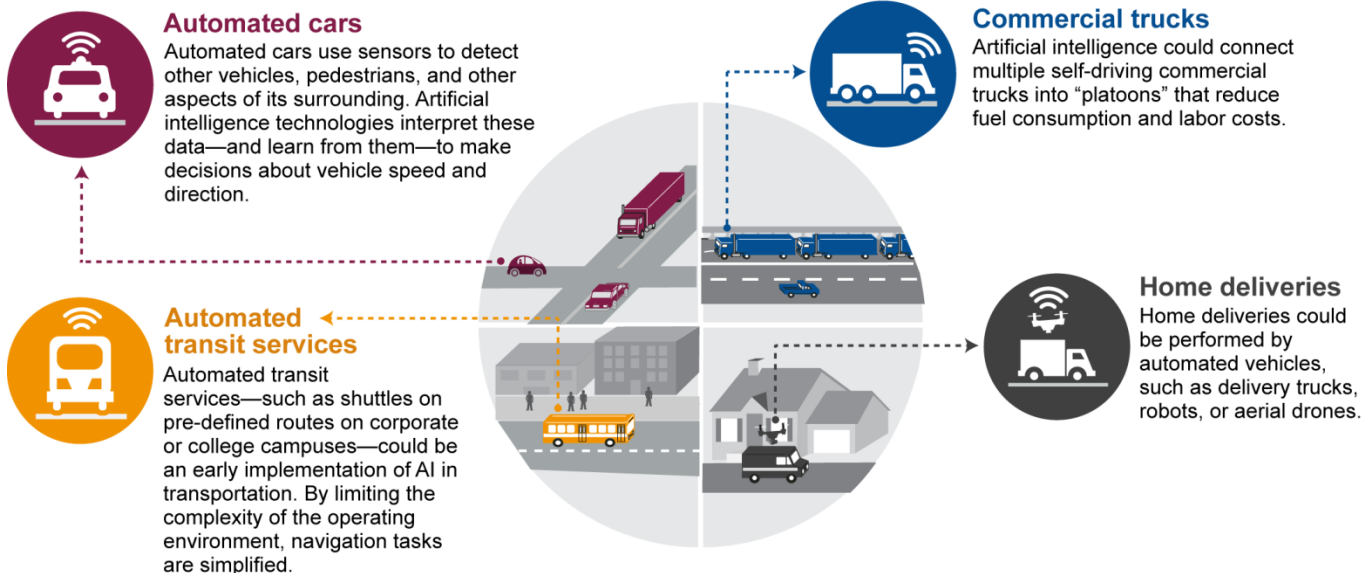 Automated cars
Automated cars use sensors to detect
other vehicles, pedestrians, and other
aspects of its surrounding. Artificial
intelligence technologies interpret these
data—and learn from them—to make
decisions about vehicle speed and
direction.
Commercial trucks
Artificial intelligence could connect
multiple self-driving commercial
trucks into “platoons” that reduce
fuel consumption and labor costs.
Automated
transit services
Automated transit
services—such as shuttles on
pre-defined routes on corporate
or college campuses—could be
an early implementation of AI in
transportation. By limiting the
complexity of the operating
environment, navigation tasks
are simplified.
Home deliveries
Home deliveries could
be performed by
automated vehicles,
such as delivery trucks,
robots, or aerial drones.